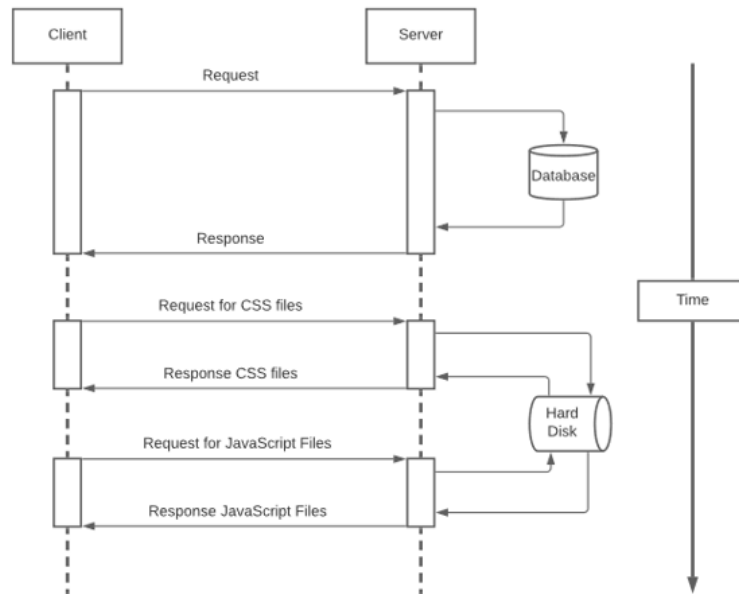 Client
Server
Request
Database
Response
Time
Request for CSS files
Response CSS files
Hard
Disk
Request for JavaScript Files
Response JavaScript Files